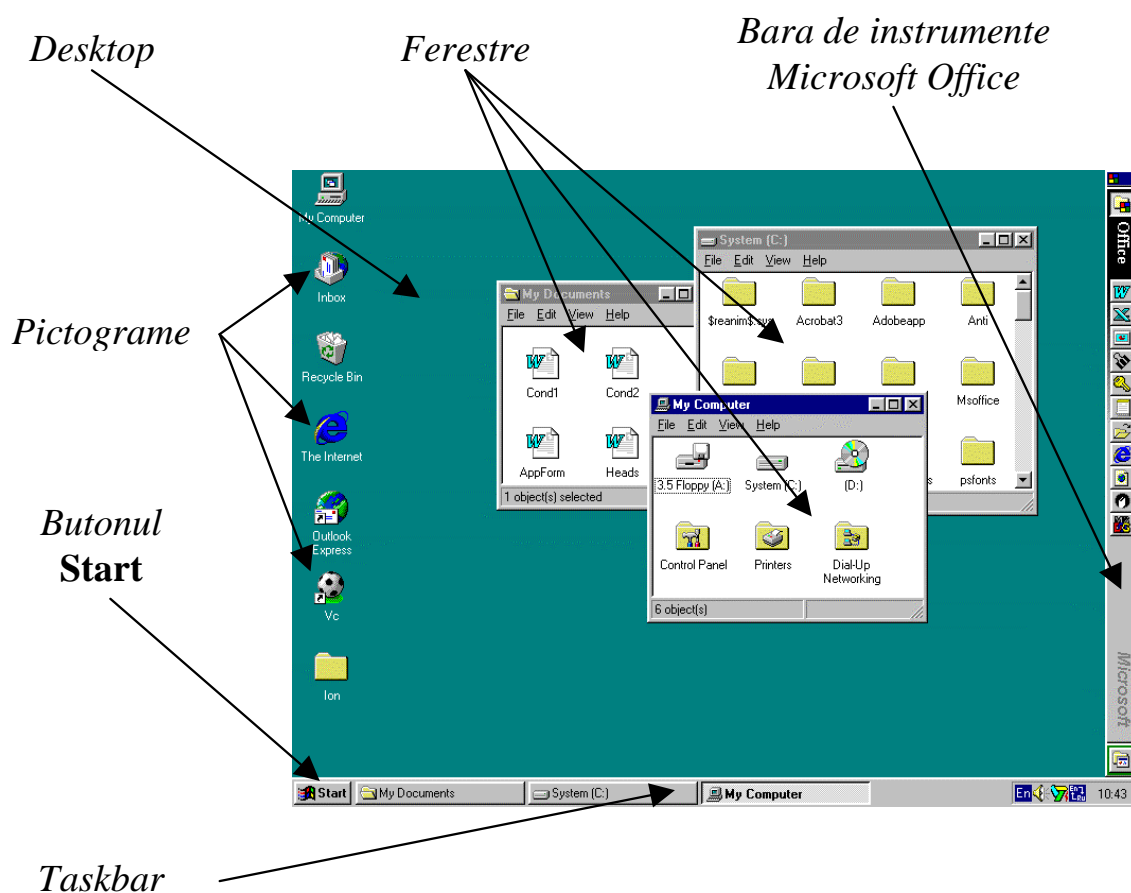 Desktop
Ferestre
Bara de instrumente
Microsoft Office
Pictograme
Butonul
Start
Taskbar
My Computer
Inbox
Recycle Bin
The Internet
Outlook
Express
Vc
Ion
My Documents
File Edit View Help
Cond1 Cond2
AppForm Heads
1 object(s) selected
System (C:)
File Edit View Help
$reanim$.sys Acrobat3 Adobeapp Anti
Msoffice
psfonts
My Computer
File Edit View Help
3.5 Floppy (A:) System (C:) (D:)
Control Panel Printers Dial-Up
Networking
6 object(s)
Office
Microsoft
Start My Documents System (C:) My Computer En 10:43